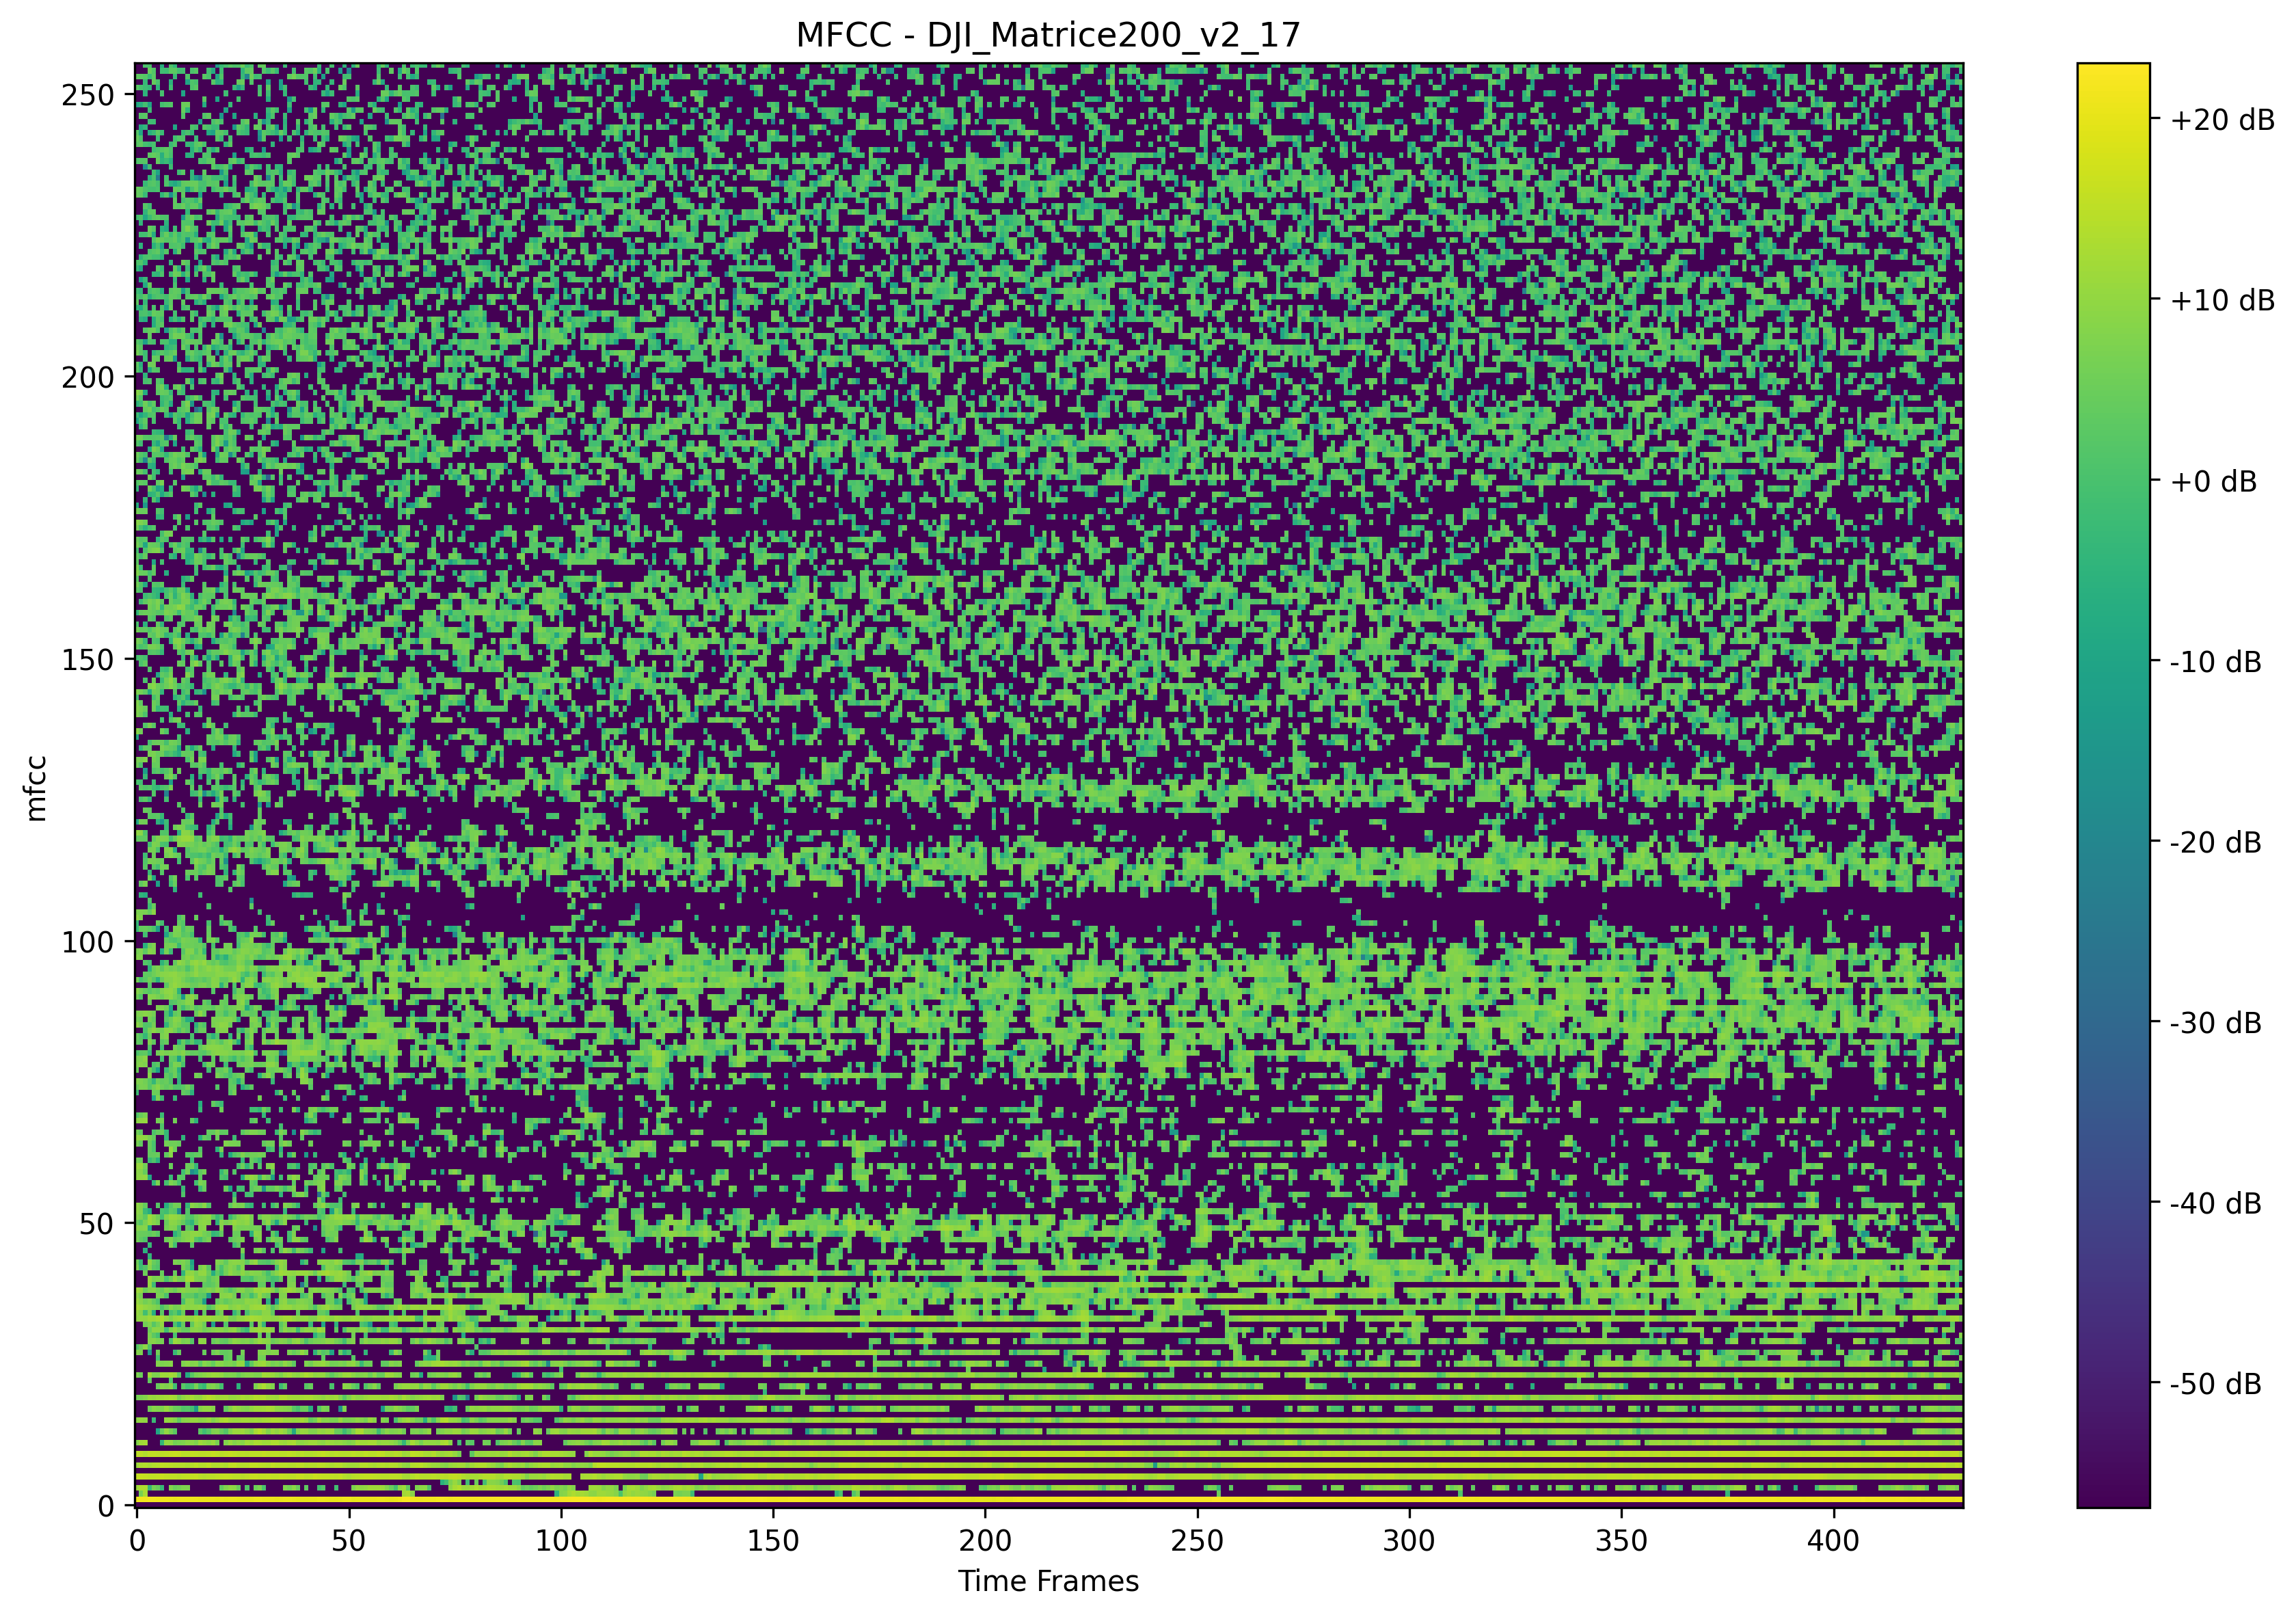 MFCC - DJI_Matrice200_v2_17
250
200
150
100
50
0
mfcc
0 50 100 150 200 250 300 350 400
Time Frames
+20 dB
+10 dB
+0 dB
-10 dB
-20 dB
-30 dB
-40 dB
-50 dB